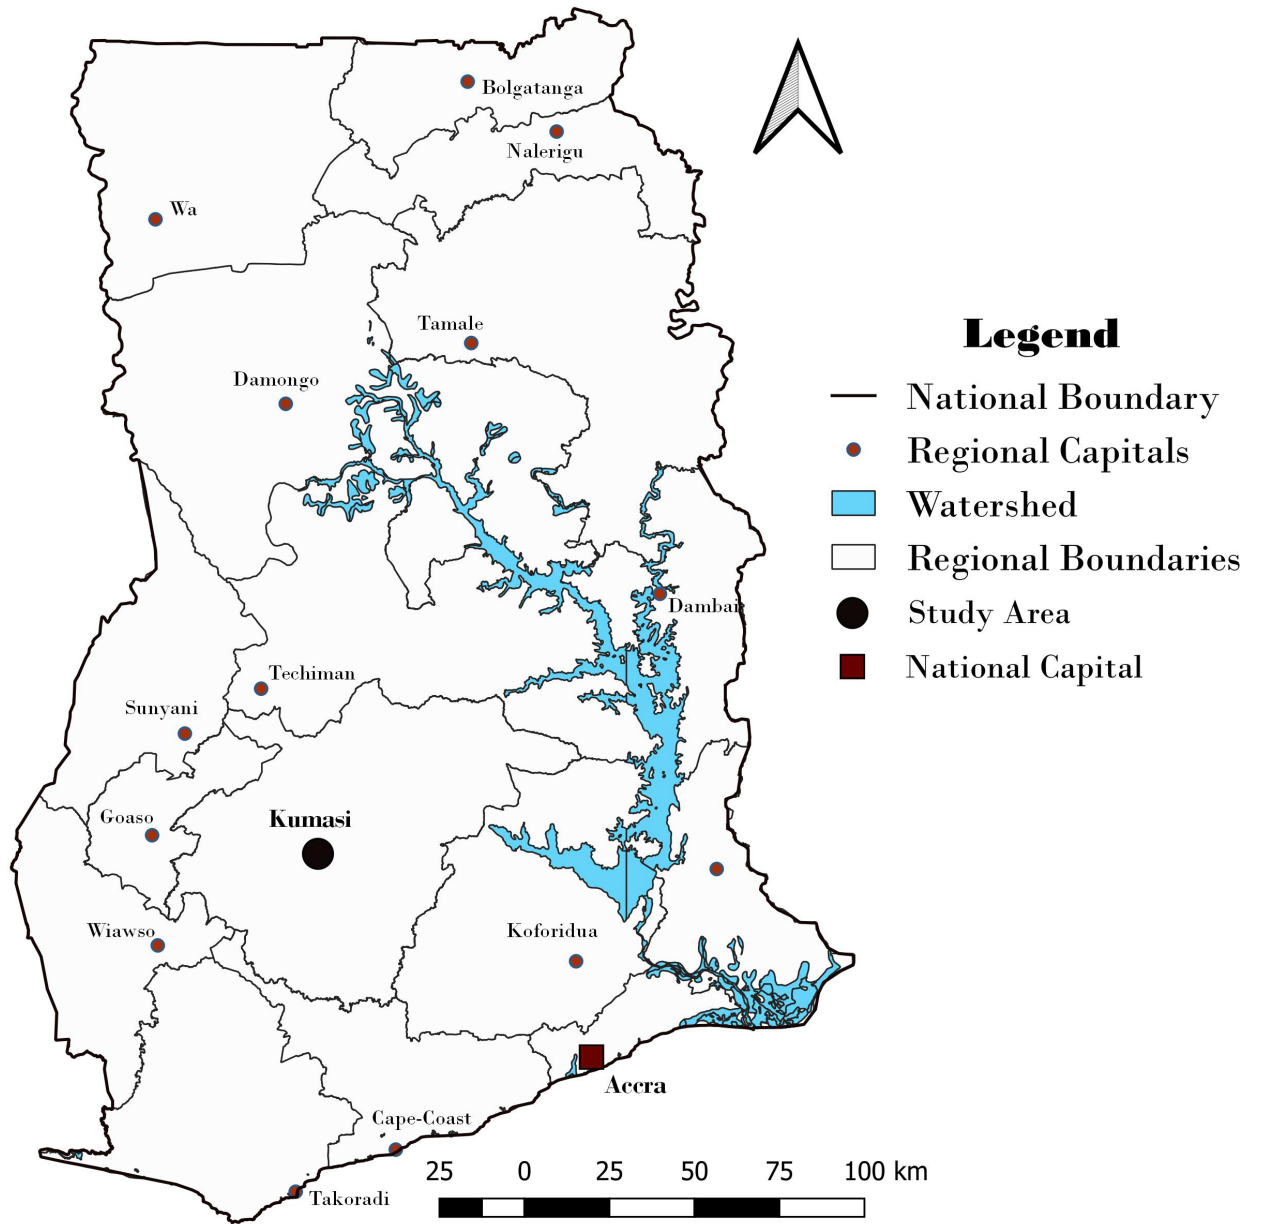 Bolgatanga
Nalerigu
Wa
Tamale
Damongo
Dambai
Techiman
Sunyani
Goaso
Kumasi
Wiawso
Koforidua
Accra
Cape-Coast
Takoradi
Legend
National Boundary
Regional Capitals
Watershed
Regional Boundaries
Study Area
National Capital
25 0 25 50 75 100 km